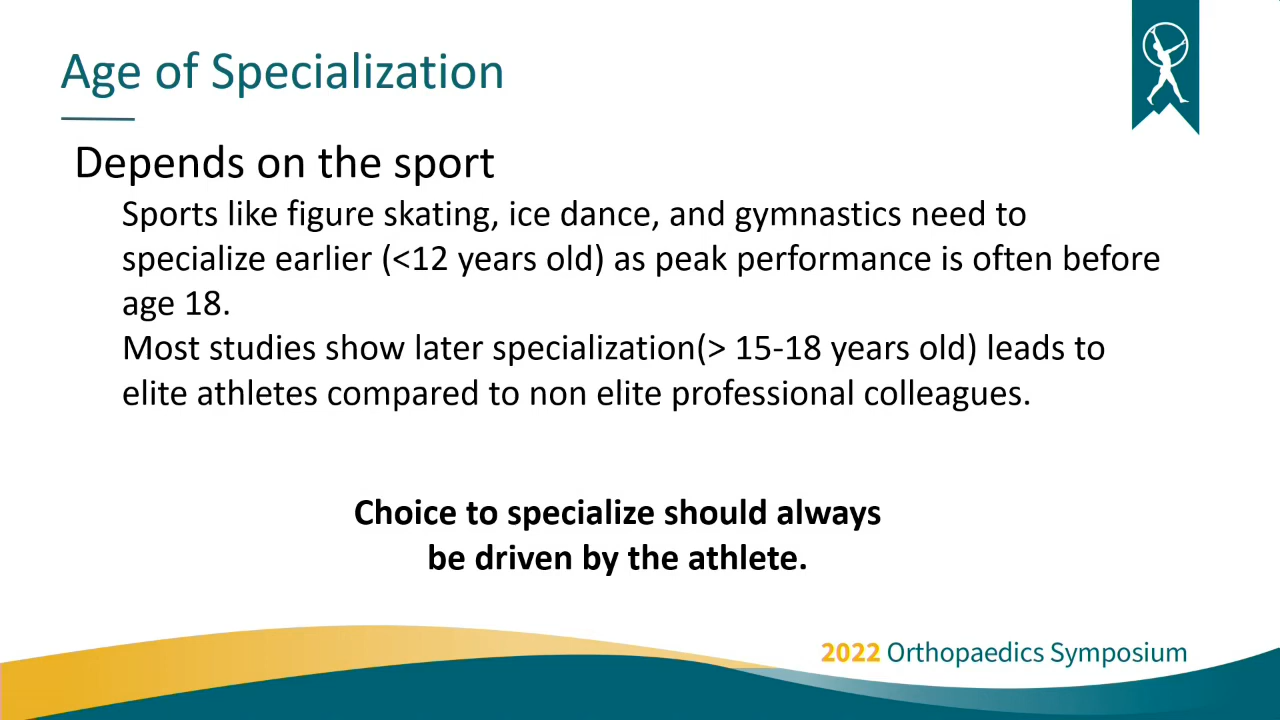 Age of Specialization
Depends on the sport
Sports like figure skating, ice dance, and gymnastics need to
specialize earlier (<12 years old) as peak performance is often before
age 18.
Most studies show later specialization(> 15-18 years old) leads to
elite athletes compared to non elite professional colleagues.
Choice to specialize should always
be driven by the athlete.
2022 Orthopaedics Symposium